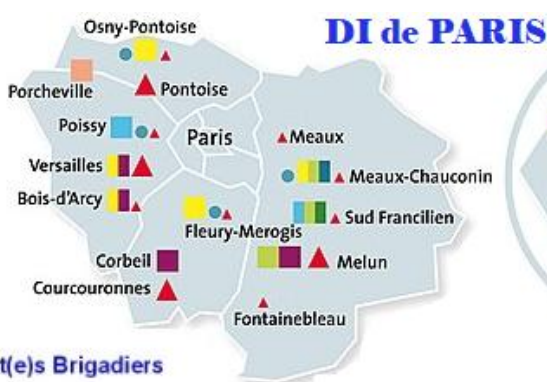 DI de PARIS
Osny-Pontoise
Porcheville
Pontoise
Poissy
Paris
Meaux
Versailles
Meaux-Chauconin
Bois-d'Arcy
Sud Francilien
Fleury-Merogis
Corbeil
Melun
Courcouronnes
Fontainebleau
t(e)s Brigadiers